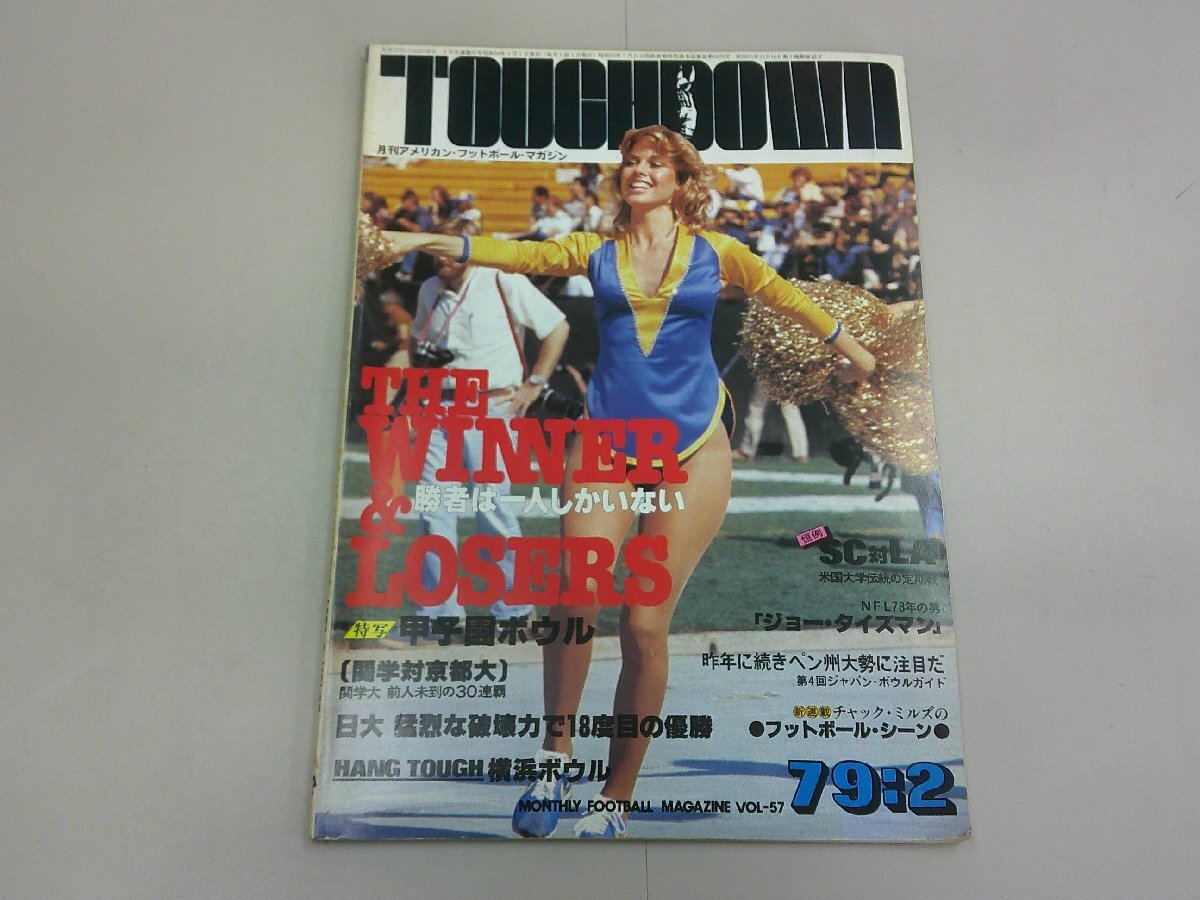 TOUCHDOWN
月刊アメリカン・フットボール・マガジン
THE
WINNER
&
勝者は一人しかいない
LOSERS
特写 甲子園ボウル
〔関学対京都大〕
関学大 前人未到の30連覇
日大 猛烈な破壊力で18度目の優勝
HANG TOUGH 横浜ボウル
恒例
SC対LA
米国大学伝統の定期戦
NFL78年の男
「ジョー・タイズマン」
昨年に続きペン州大勢に注目だ
第4回ジャパン・ボウルガイド
新連載 チャック・ミルズの
●フットボール・シーン●
79:2
MONTHLY FOOTBALL MAGAZINE VOL-57